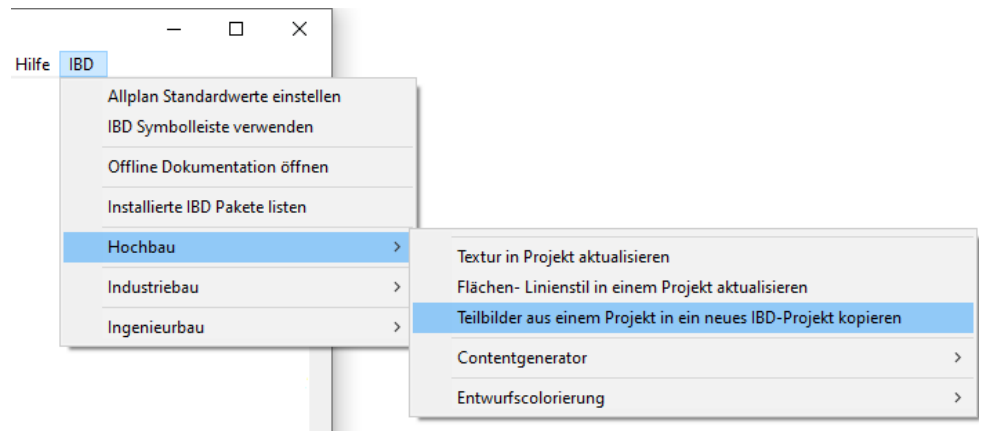 Hilfe IBD
Allplan Standardwerte einstellen
IBD Symbolleiste verwenden
Offline Dokumentation öffnen
Installierte IBD Pakete listen
Hochbau
Industriebau
Ingenieurbau
Textur in Projekt aktualisieren
Flächen- Linienstil in einem Projekt aktualisieren
Teilbilder aus einem Projekt in ein neues IBD-Projekt kopieren
Contentgenerator
Entwurfscolorierung